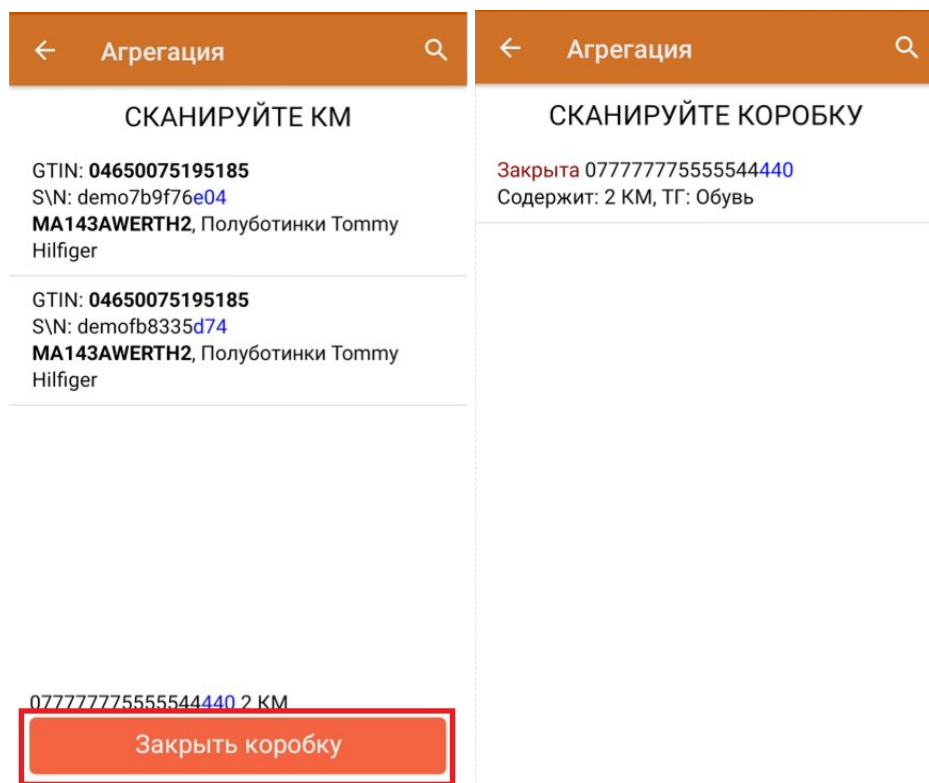 Агрегация
СКАНИРУЙТЕ КМ
GTIN: 04650075195185
S\N: demo7b9f76e04
MA143AWERTH2, Полуботинки Tommy
Hilfiger
GTIN: 04650075195185
S\N: demofb8335d74
MA143AWERTH2, Полуботинки Tommy
Hilfiger
077777775555544440 2 КМ
Закрыть коробку
Агрегация
СКАНИРУЙТЕ КОРОБКУ
Закрыта 077777775555544440
Содержит: 2 КМ, ТГ: Обувь